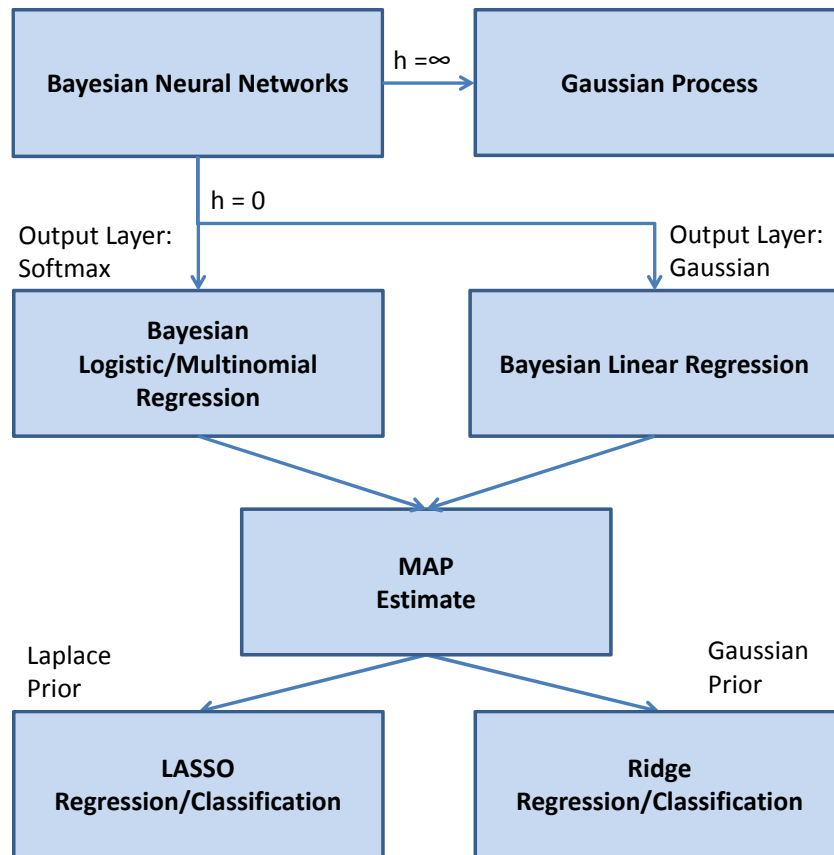 Bayesian Neural Networks
h =∞
Gaussian Process
h = 0
Output Layer:
Softmax
Output Layer:
Gaussian
Bayesian
Logistic/Multinomial
Regression
Bayesian Linear Regression
MAP
Estimate
Laplace
Prior
Gaussian
Prior
LASSO
Regression/Classification
Ridge
Regression/Classification